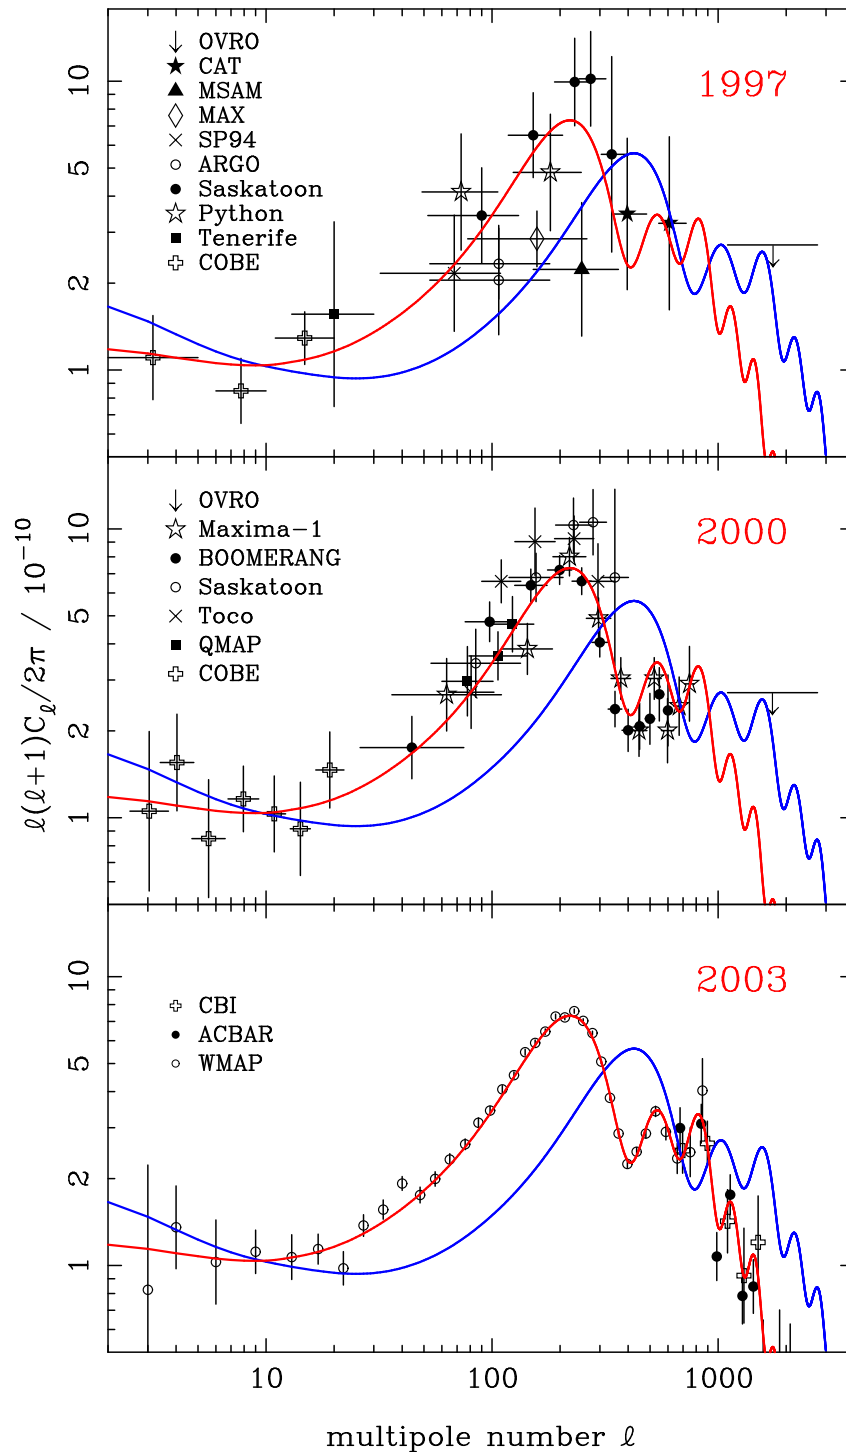 1997
OVRO
CAT
MSAM
MAX
SP94
ARGO
Saskatoon
Python
Tenerife
COBE
10
5
2
1
2000
OVRO
Maxima-1
BOOMERANG
Saskatoon
Toco
QMAP
COBE
10
5
2
1
ℓ(ℓ+1)Cℓ/2π / 10⁻¹⁰
2003
CBI
ACBAR
WMAP
10
5
2
1
10 100 1000
multipole number ℓ